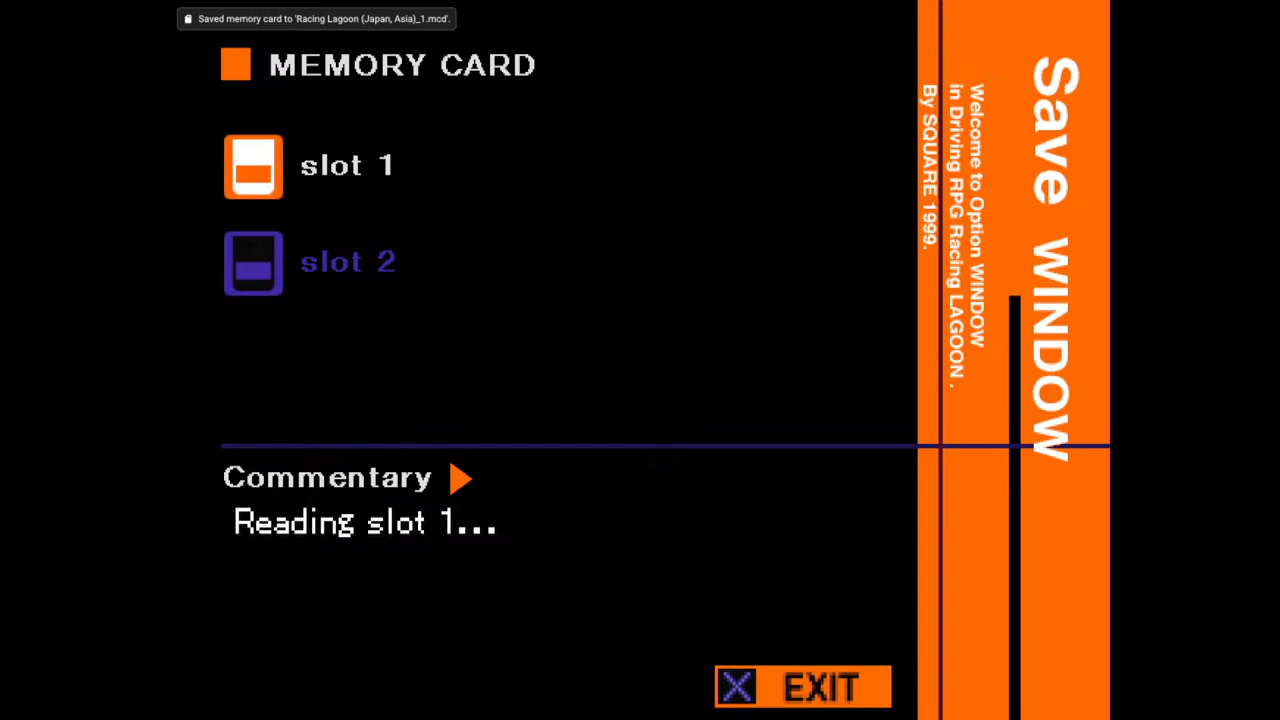 Saved memory card to 'Racing Lagoon (Japan, Asia)_1.mcd'.
MEMORY CARD
slot 1
slot 2
Commentary
Reading slot 1...
EXIT
Save WINDOW
Welcome to Option WINDOW
in Driving RPG Racing LAGOON .
By SQUARE 1999.